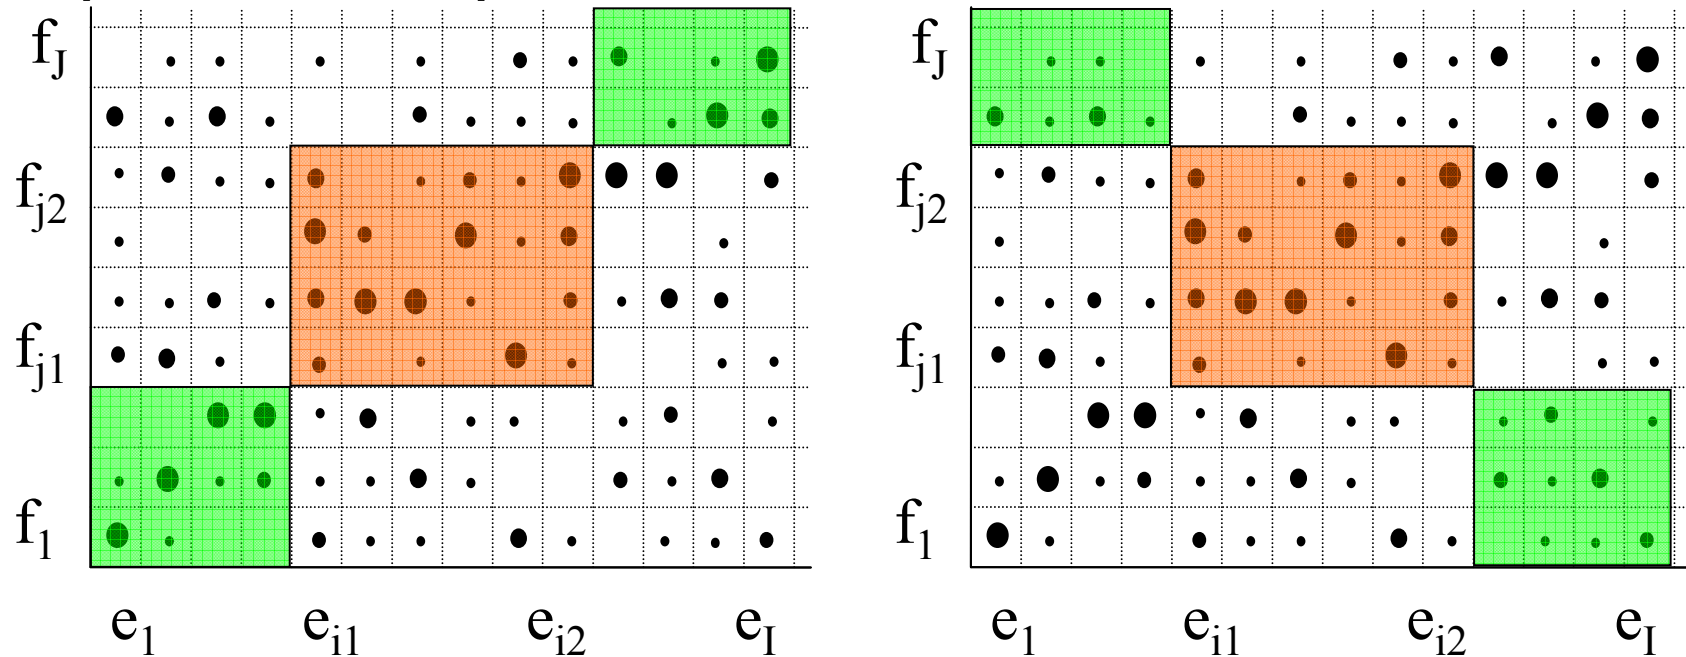 f_J f_J
f_j2 f_j2
f_j1 f_j1
f_1 f_1
e_1 e_i1 e_i2 e_I e_1 e_i1 e_i2 e_I